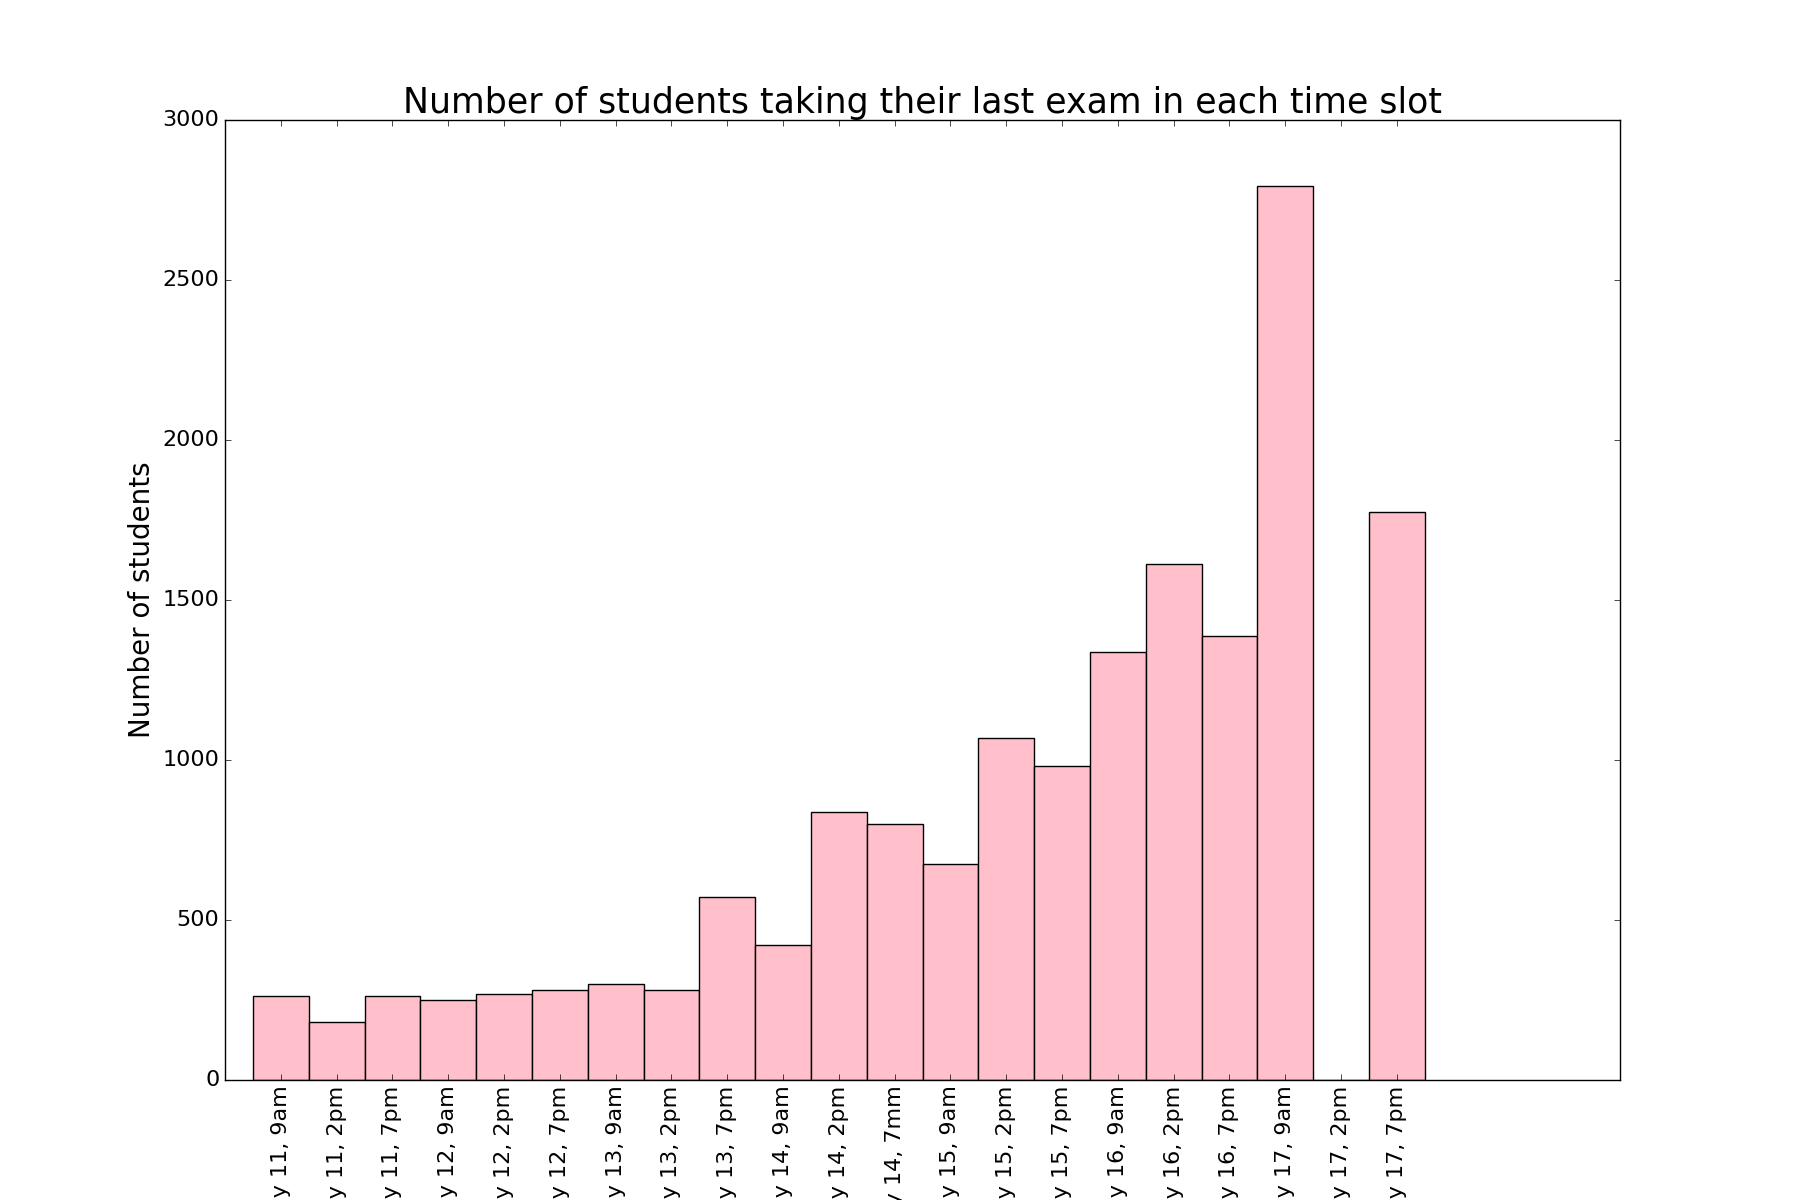 Number of students taking their last exam in each time slot
Number of students
3000
2500
2000
1500
1000
500
0
y 11, 9am
y 11, 2pm
y 11, 7pm
y 12, 9am
y 12, 2pm
y 12, 7pm
y 13, 9am
y 13, 2pm
y 13, 7pm
y 14, 9am
y 14, 2pm
y 14, 7mm
y 15, 9am
y 15, 2pm
y 15, 7pm
y 16, 9am
y 16, 2pm
y 16, 7pm
y 17, 9am
y 17, 2pm
y 17, 7pm